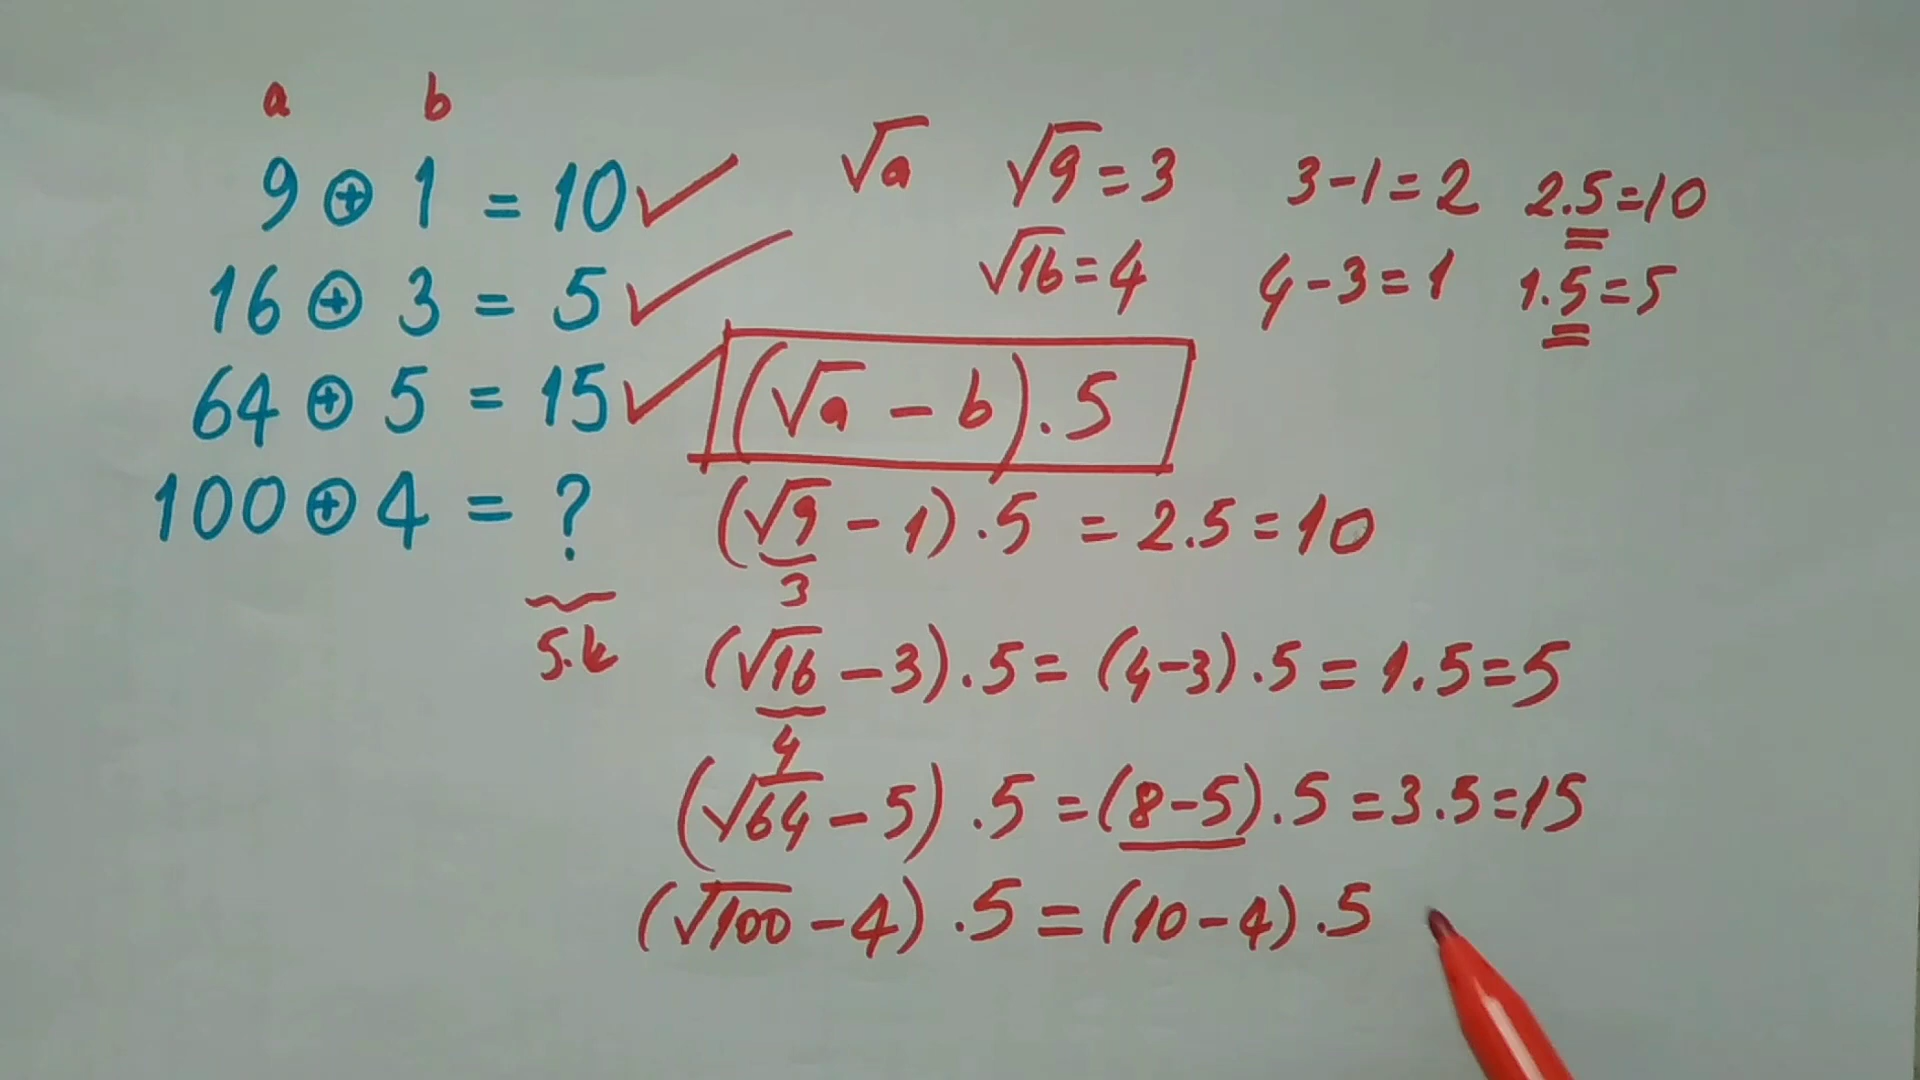 a b
9 ⊕ 1 = 10 ✓
16 ⊕ 3 = 5 ✓
64 ⊕ 5 = 15 ✓
100 ⊕ 4 = ?
5.k
√a √9 = 3 3-1=2 2.5=10
√16 = 4 4-3=1 1.5=5
(√a - b).5
(√9 - 1).5 = 2.5=10
3
(√16 - 3).5 = (4-3).5 = 1.5=5
4
(√64 - 5).5 = (8-5).5 = 3.5=15
(√100 - 4).5 = (10-4).5